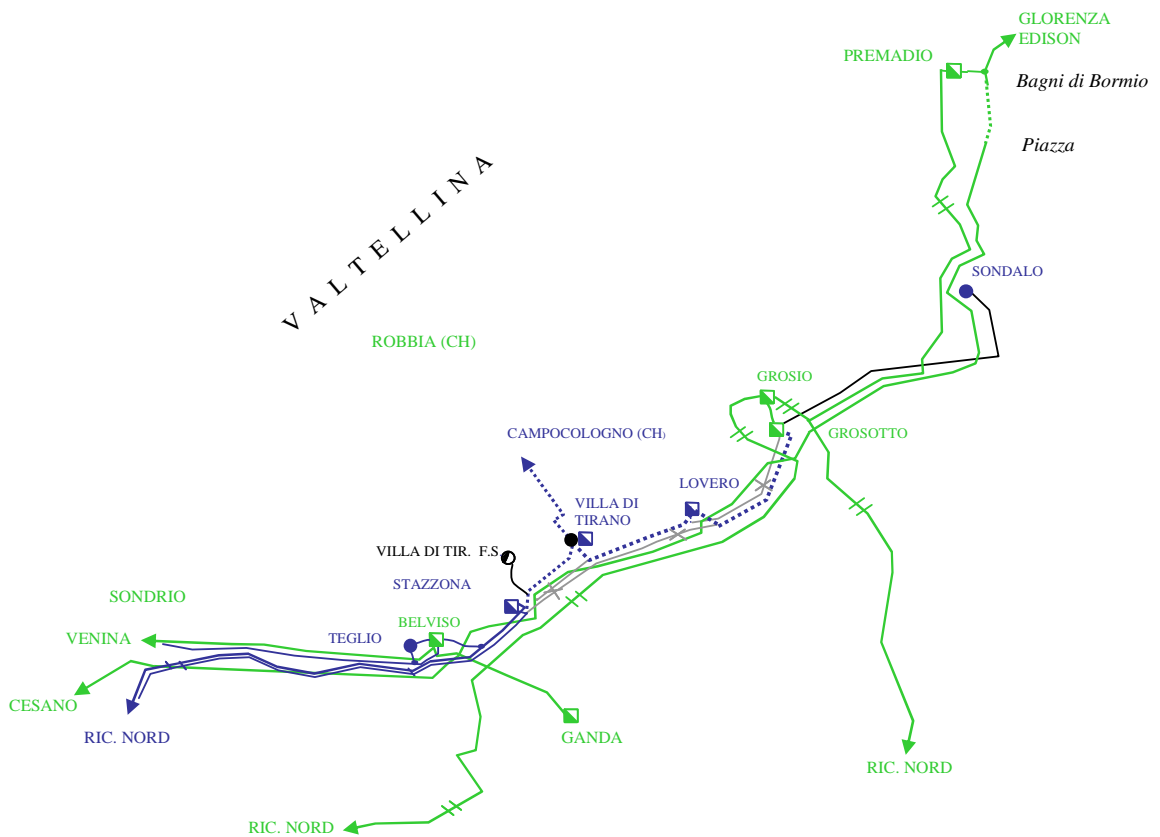 GLORENZA
EDISON
PREMADIO
Bagni di Bormio
Piazza
VALTELLINA
SONDALO
ROBBIA (CH)
GROSIO
GROSOTTO
CAMPOCOLOGNO (CH)
LOVERO
VILLA DI
TIRANO
VILLA DI TIR. F.S.
STAZZONA
SONDRIO
BELVISO
TEGLIO
VENINA
CESANO
RIC. NORD
GANDA
RIC. NORD
RIC. NORD